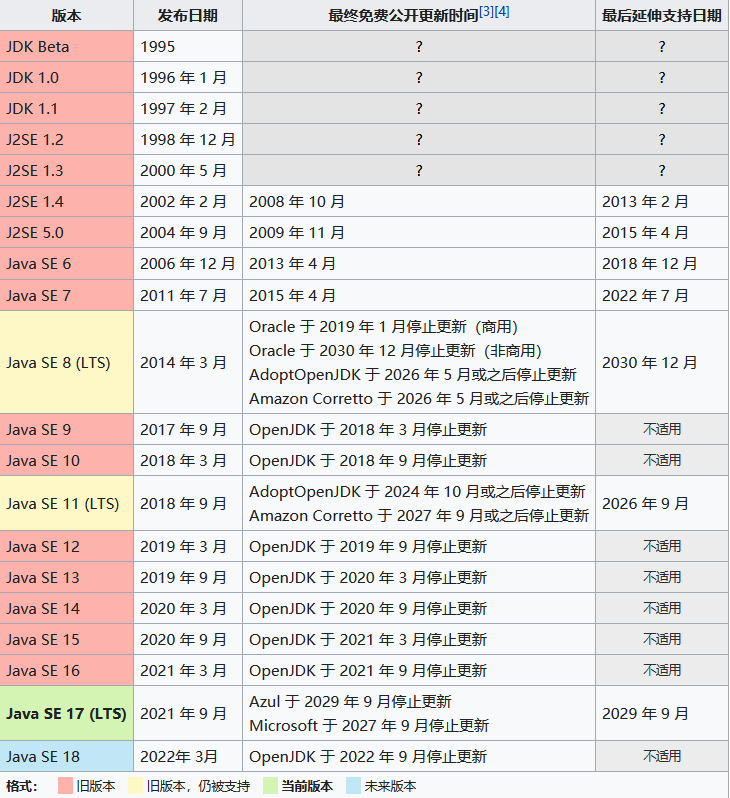 版本 发布日期 最终免费公开更新时间[3][4] 最后延伸支持日期
JDK Beta 1995 ? ?
JDK 1.0 1996 年 1 月 ? ?
JDK 1.1 1997 年 2 月 ? ?
J2SE 1.2 1998 年 12 月 ? ?
J2SE 1.3 2000 年 5 月 ? ?
J2SE 1.4 2002 年 2 月 2008 年 10 月 2013 年 2 月
J2SE 5.0 2004 年 9 月 2009 年 11 月 2015 年 4 月
Java SE 6 2006 年 12 月 2013 年 4 月 2018 年 12 月
Java SE 7 2011 年 7 月 2015 年 4 月 2022 年 7 月
Java SE 8 (LTS) 2014 年 3 月
Oracle 于 2019 年 1 月停止更新（商用）
Oracle 于 2030 年 12 月停止更新（非商用）
AdoptOpenJDK 于 2026 年 5 月或之后停止更新
Amazon Corretto 于 2026 年 5 月或之后停止更新
2030 年 12 月
Java SE 9 2017 年 9 月 OpenJDK 于 2018 年 3 月停止更新 不适用
Java SE 10 2018 年 3 月 OpenJDK 于 2018 年 9 月停止更新 不适用
Java SE 11 (LTS) 2018 年 9 月
AdoptOpenJDK 于 2024 年 10 月或之后停止更新
Amazon Corretto 于 2027 年 9 月或之后停止更新
2026 年 9 月
Java SE 12 2019 年 3 月 OpenJDK 于 2019 年 9 月停止更新 不适用
Java SE 13 2019 年 9 月 OpenJDK 于 2020 年 3 月停止更新 不适用
Java SE 14 2020 年 3 月 OpenJDK 于 2020 年 9 月停止更新 不适用
Java SE 15 2020 年 9 月 OpenJDK 于 2021 年 3 月停止更新 不适用
Java SE 16 2021 年 3 月 OpenJDK 于 2021 年 9 月停止更新 不适用
Java SE 17 (LTS) 2021 年 9 月
Azul 于 2029 年 9 月停止更新
Microsoft 于 2027 年 9 月停止更新
2029 年 9 月
Java SE 18 2022年 3月 OpenJDK 于 2022 年 9 月停止更新 不适用
格式： 旧版本 旧版本，仍被支持 当前版本 未来版本